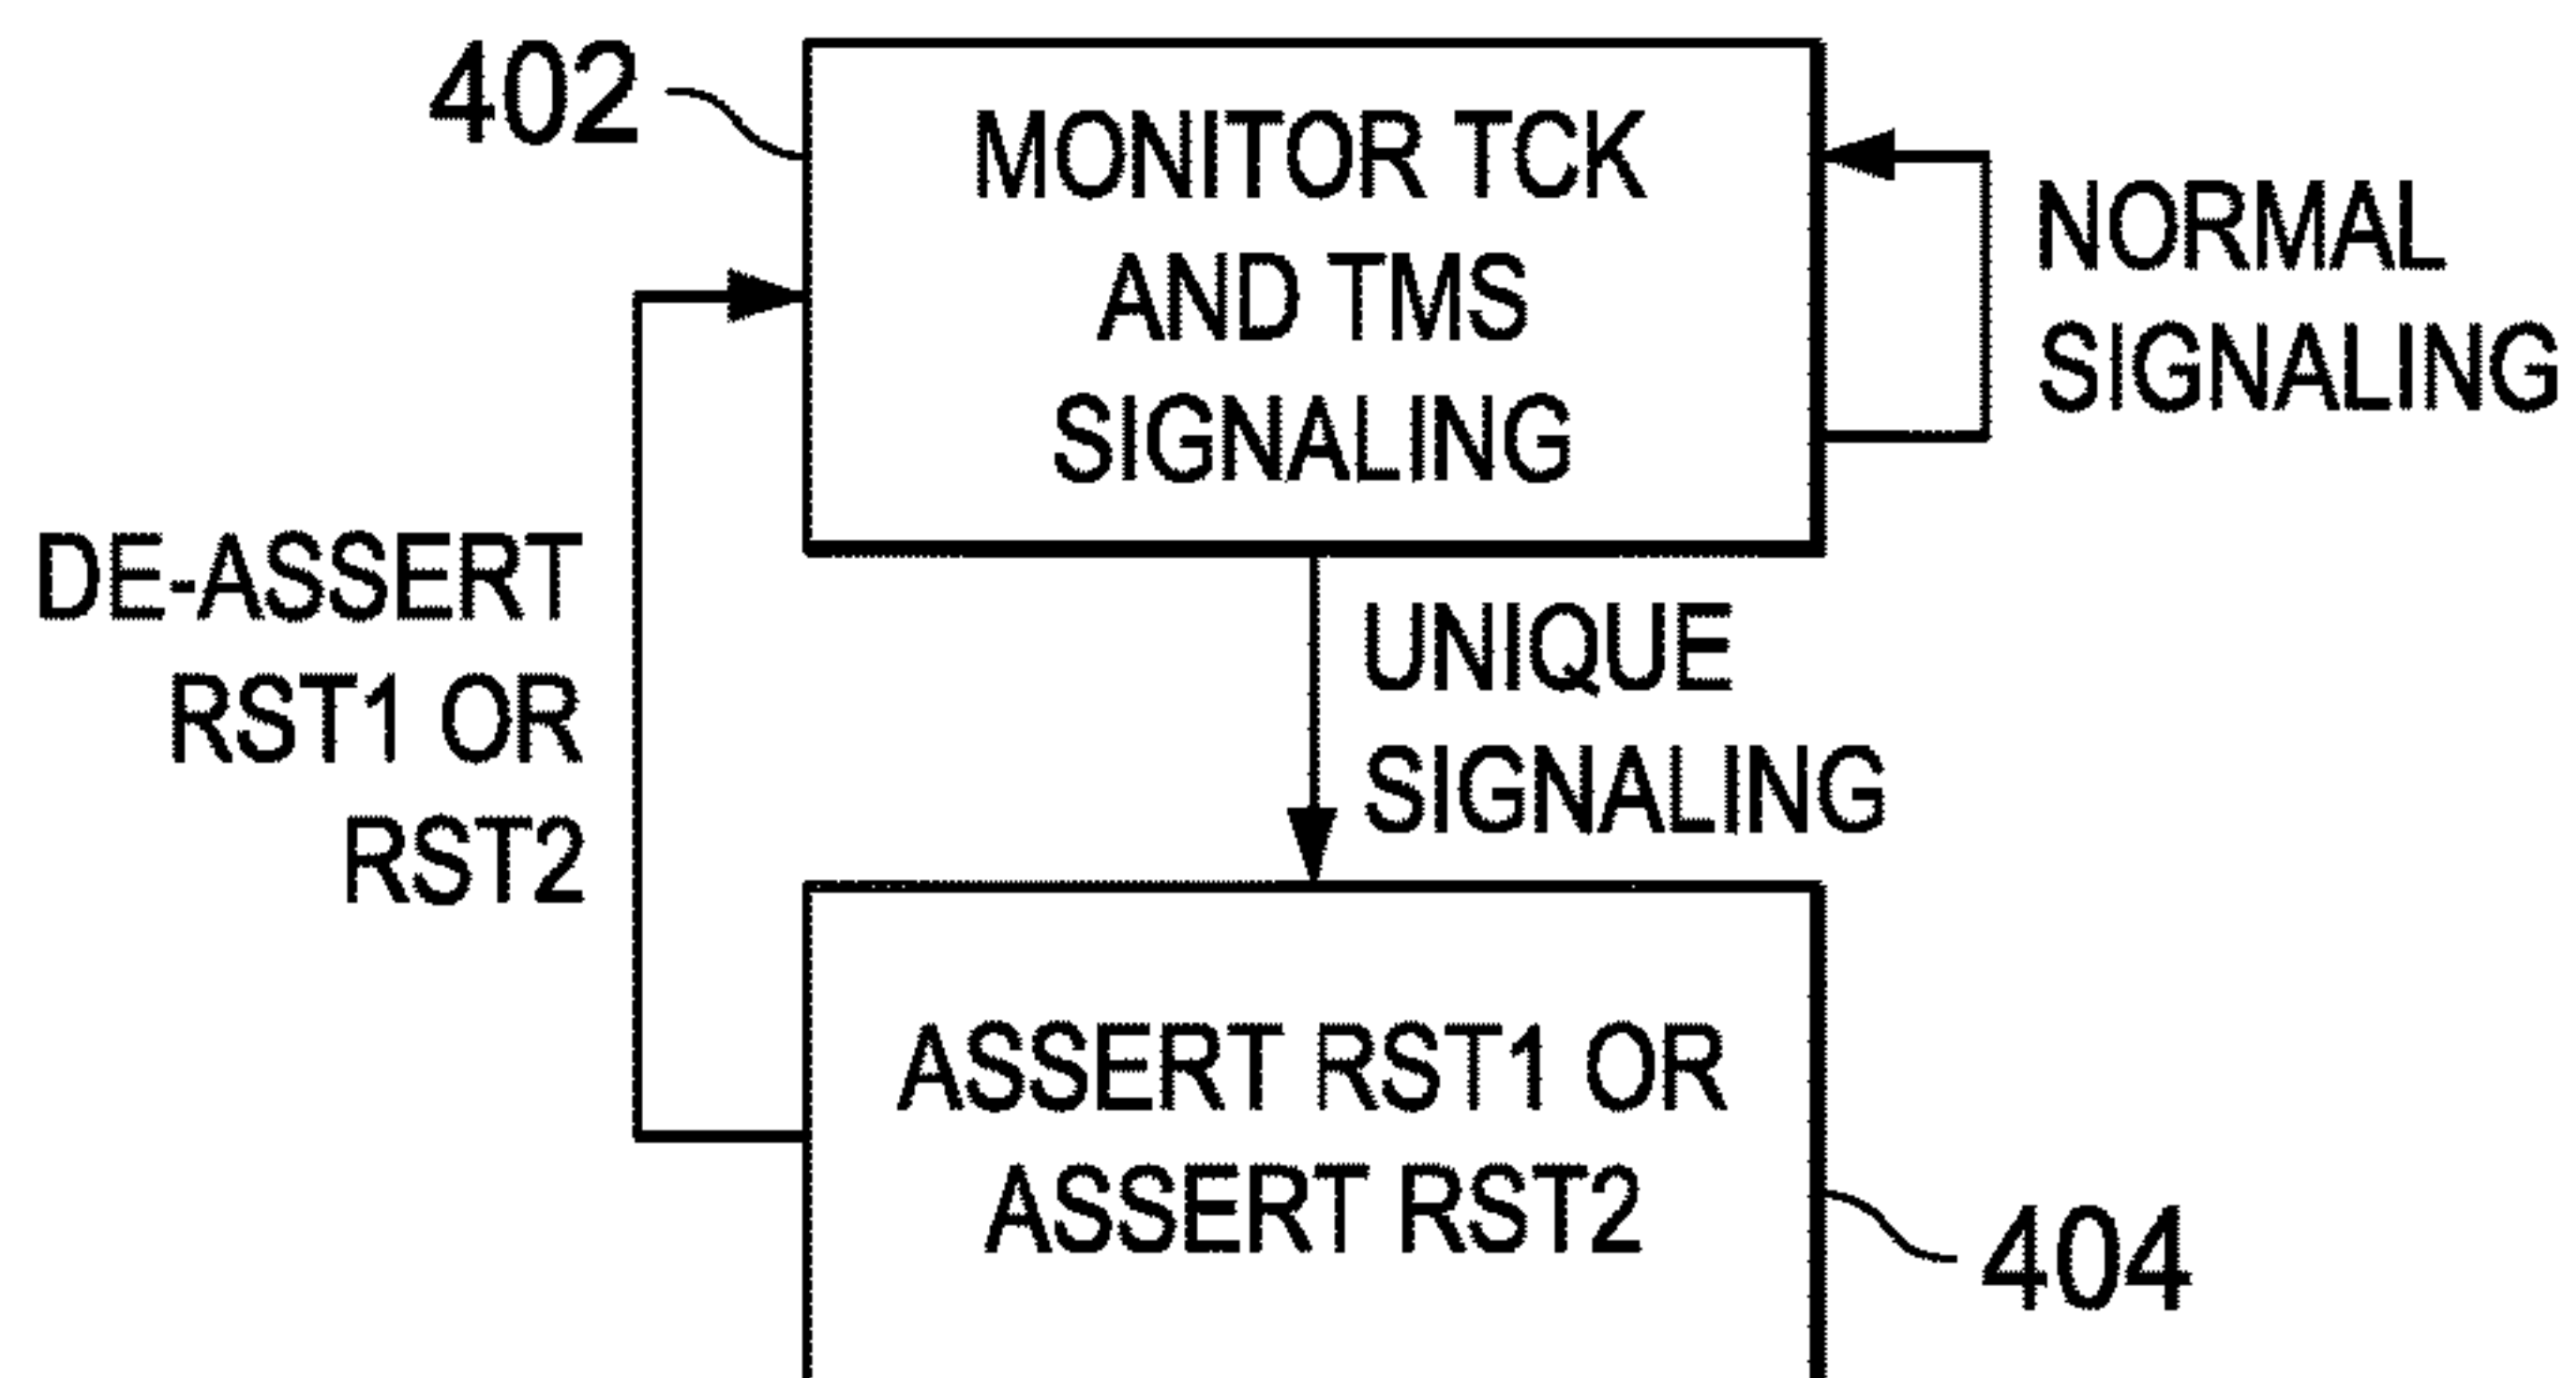 402
MONITOR TCK
AND TMS
SIGNALING
NORMAL
SIGNALING
DE-ASSERT
RST1 OR
RST2
UNIQUE
SIGNALING
ASSERT RST1 OR
ASSERT RST2
404